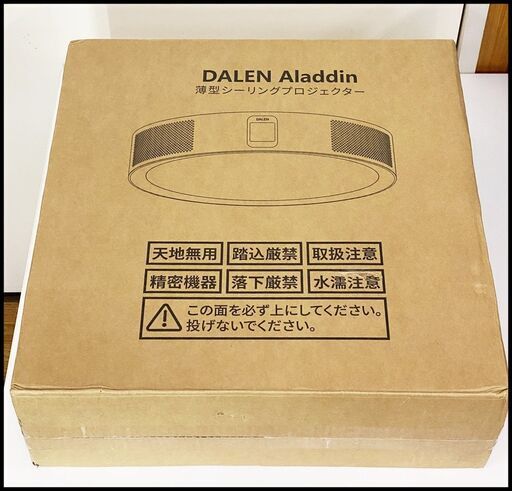 DALEN Aladdin
薄型シーリングプロジェクター
DALEN
天地無用 踏込厳禁 取扱注意
精密機器 落下厳禁 水濡注意
この面を必ず上にしてください。
投げないでください。